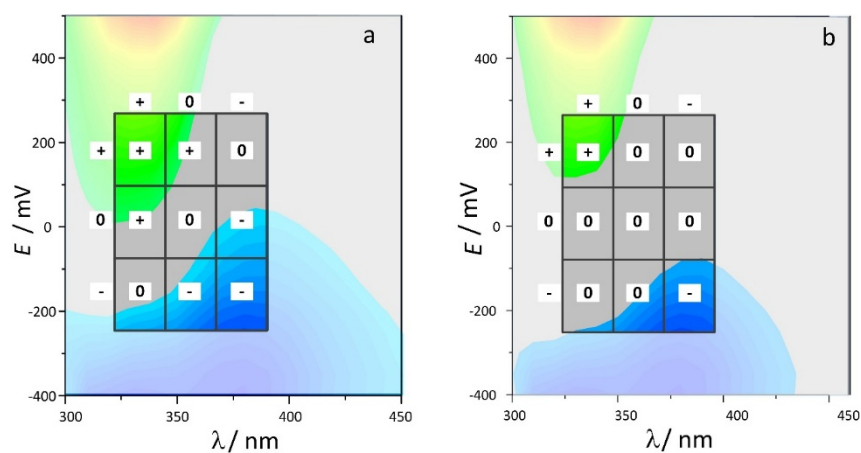 a
400
200
0
-200
-400
E / mV
+ 0 -
+ + + 0
0 + 0 -
- 0 - -
300 350 400 450
λ/ nm
b
400
200
0
-200
-400
E / mV
+ 0 -
+ + 0 0
0 0 0 0
- 0 0 -
300 350 400 450
λ/ nm